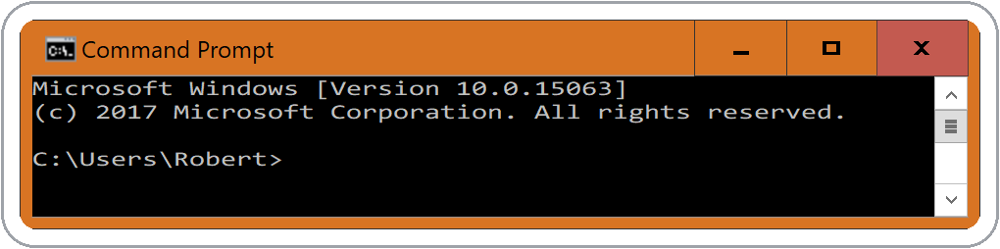 Command Prompt
Microsoft Windows [Version 10.0.15063]
(c) 2017 Microsoft Corporation. All rights reserved.
C:\Users\Robert>